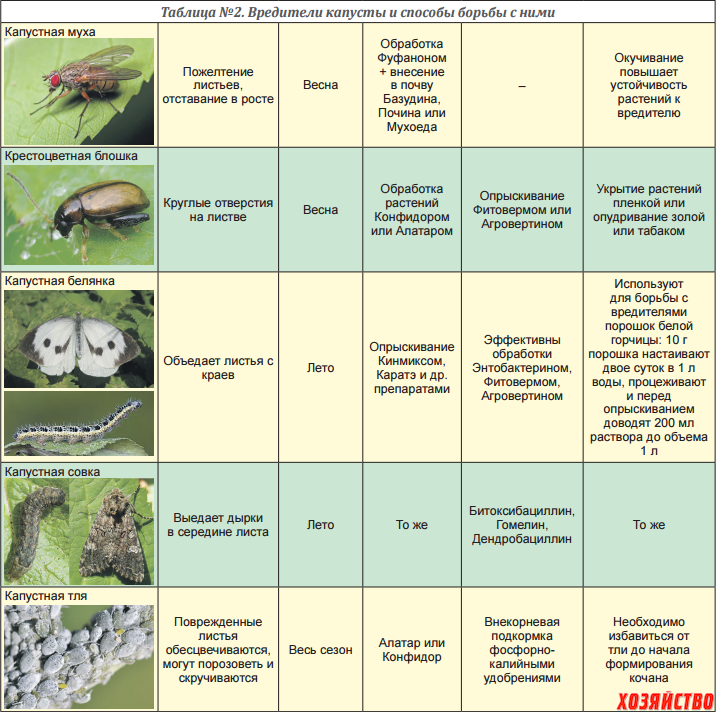 Таблица №2. Вредители капусты и способы борьбы с ними
Капустная муха
Пожелтение
листьев,
отставание в росте
Весна
Обработка
Фуфаноном
+ внесение
в почву
Базудина,
Почина или
Мухоеда
–
Окучивание
повышает
устойчивость
растений к
вредителю
Крестоцветная блошка
Круглые отверстия
на листве
Весна
Обработка
растений
Конфидором
или Алатаром
Опрыскивание
Фитовермом или
Агровертином
Укрытие растений
пленкой или
опудривание золой
или табаком
Капустная белянка
Объедает листья с
краев
Лето
Опрыскивание
Кинмиксом,
Каратэ и др.
препаратами
Эффективны
обработки
Энтобактерином,
Фитовермом,
Агровертином
Используют
для борьбы с
вредителями
порошок белой
горчицы: 10 г
порошка настаивают
двое суток в 1 л
воды, процеживают
и перед
опрыскиванием
доводят 200 мл
раствора до объема
1 л
Капустная совка
Выедает дырки
в середине листа
Лето
То же
Битоксибациллин,
Гомелин,
Дендробациллин
То же
Капустная тля
Поврежденные
листья
обесцвечиваются,
могут порозоветь и
скручиваются
Весь сезон
Алатар или
Конфидор
Внекорневая
подкормка
фосфорно-
калийными
удобрениями
Необходимо
избавиться от
тли до начала
формирования
кочана
ХОЗЯЙСТВО